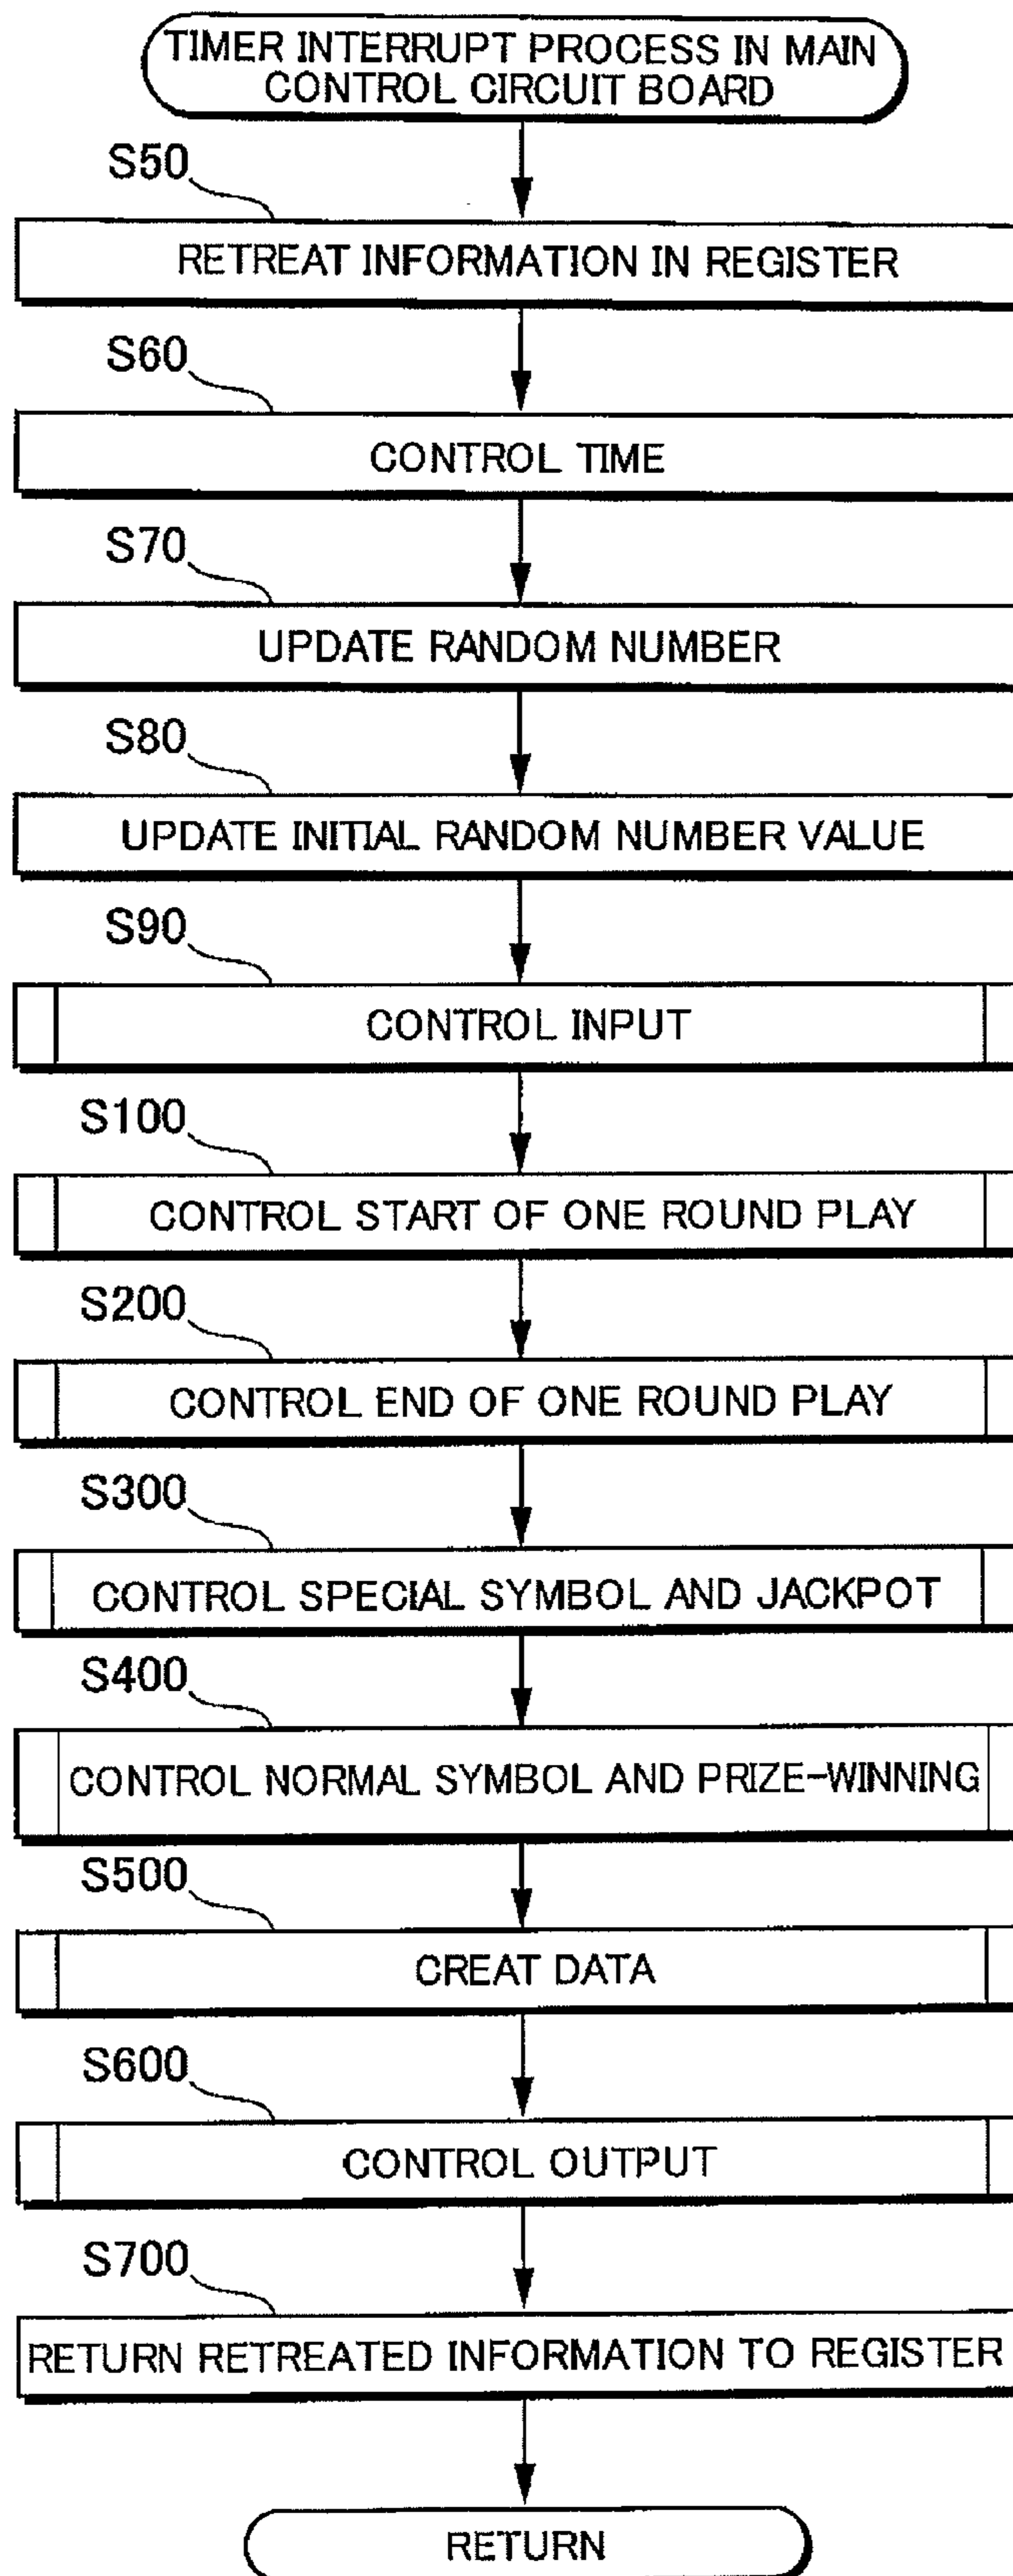 TIMER INTERRUPT PROCESS IN MAIN
CONTROL CIRCUIT BOARD
S50
RETREAT INFORMATION IN REGISTER
S60
CONTROL TIME
S70
UPDATE RANDOM NUMBER
S80
UPDATE INITIAL RANDOM NUMBER VALUE
S90
CONTROL INPUT
S100
CONTROL START OF ONE ROUND PLAY
S200
CONTROL END OF ONE ROUND PLAY
S300
CONTROL SPECIAL SYMBOL AND JACKPOT
S400
CONTROL NORMAL SYMBOL AND PRIZE-WINNING
S500
CREAT DATA
S600
CONTROL OUTPUT
S700
RETURN RETREATED INFORMATION TO REGISTER
RETURN